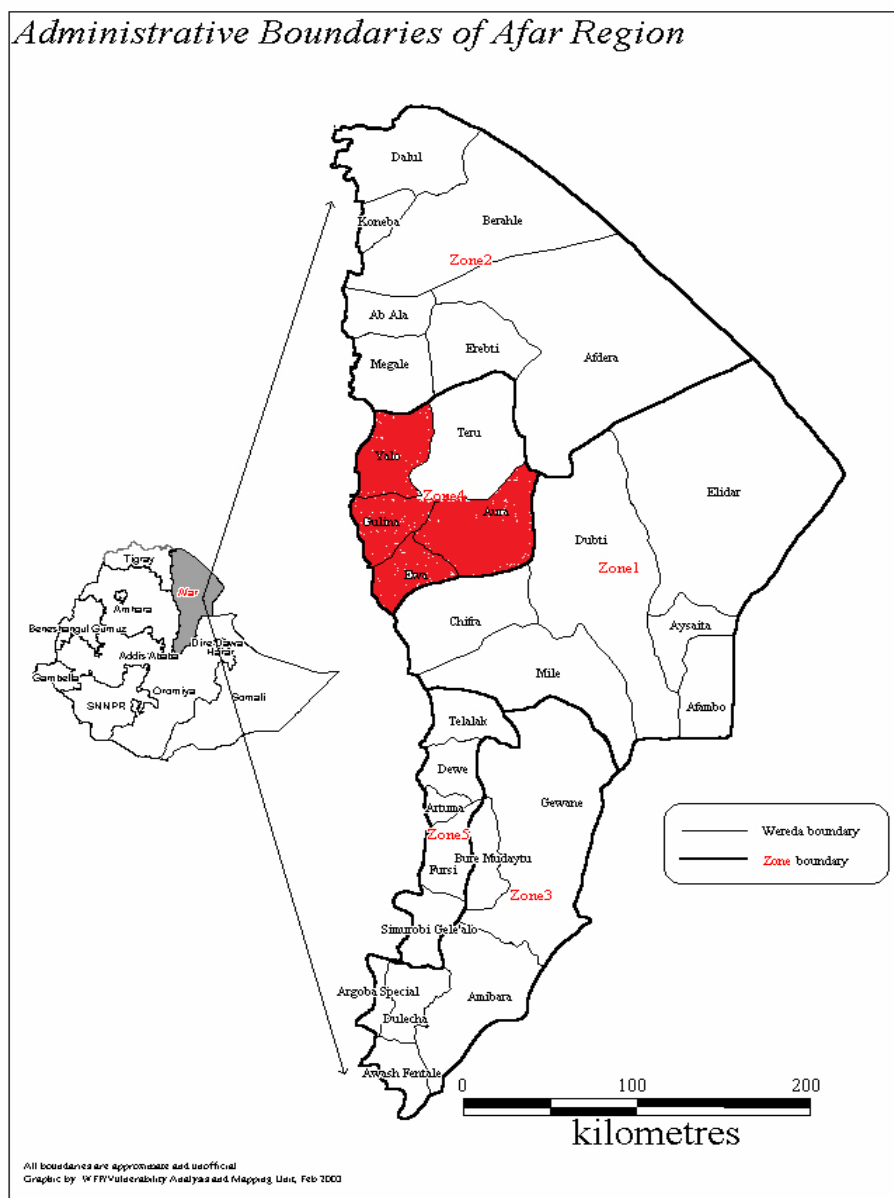 Administrative Boundaries of Afar Region
Dalul
Koneba
Berahle
Zone2
Ab Ala
Erebti
Megale
Afdera
Teru
Yalo
Zone4
Elidar
Gulina
Aura
Dubti
Ewa
Zone1
Chifra
Aysaita
Mile
Afambo
Telalak
Dewe
Gewane
Artuma
Zone5
Bure Mudaytu
Fursi
Zone3
Simurobi Gele'alo
Argoba Special
Amibara
Dulecha
Awash Fentale
Tigray
Afar
Amhara
Beneshangul Gumuz
Dire Dawa
Addis Ababa
Harar
Gambella
Oromiya
Somali
SNNPR
Wereda boundary
Zone boundary
0 100 200
kilometres
All boundaries are approximate and unofficial
Graphic by WFP/Vulnerability Analysis and Mapping Unit, Feb 2000